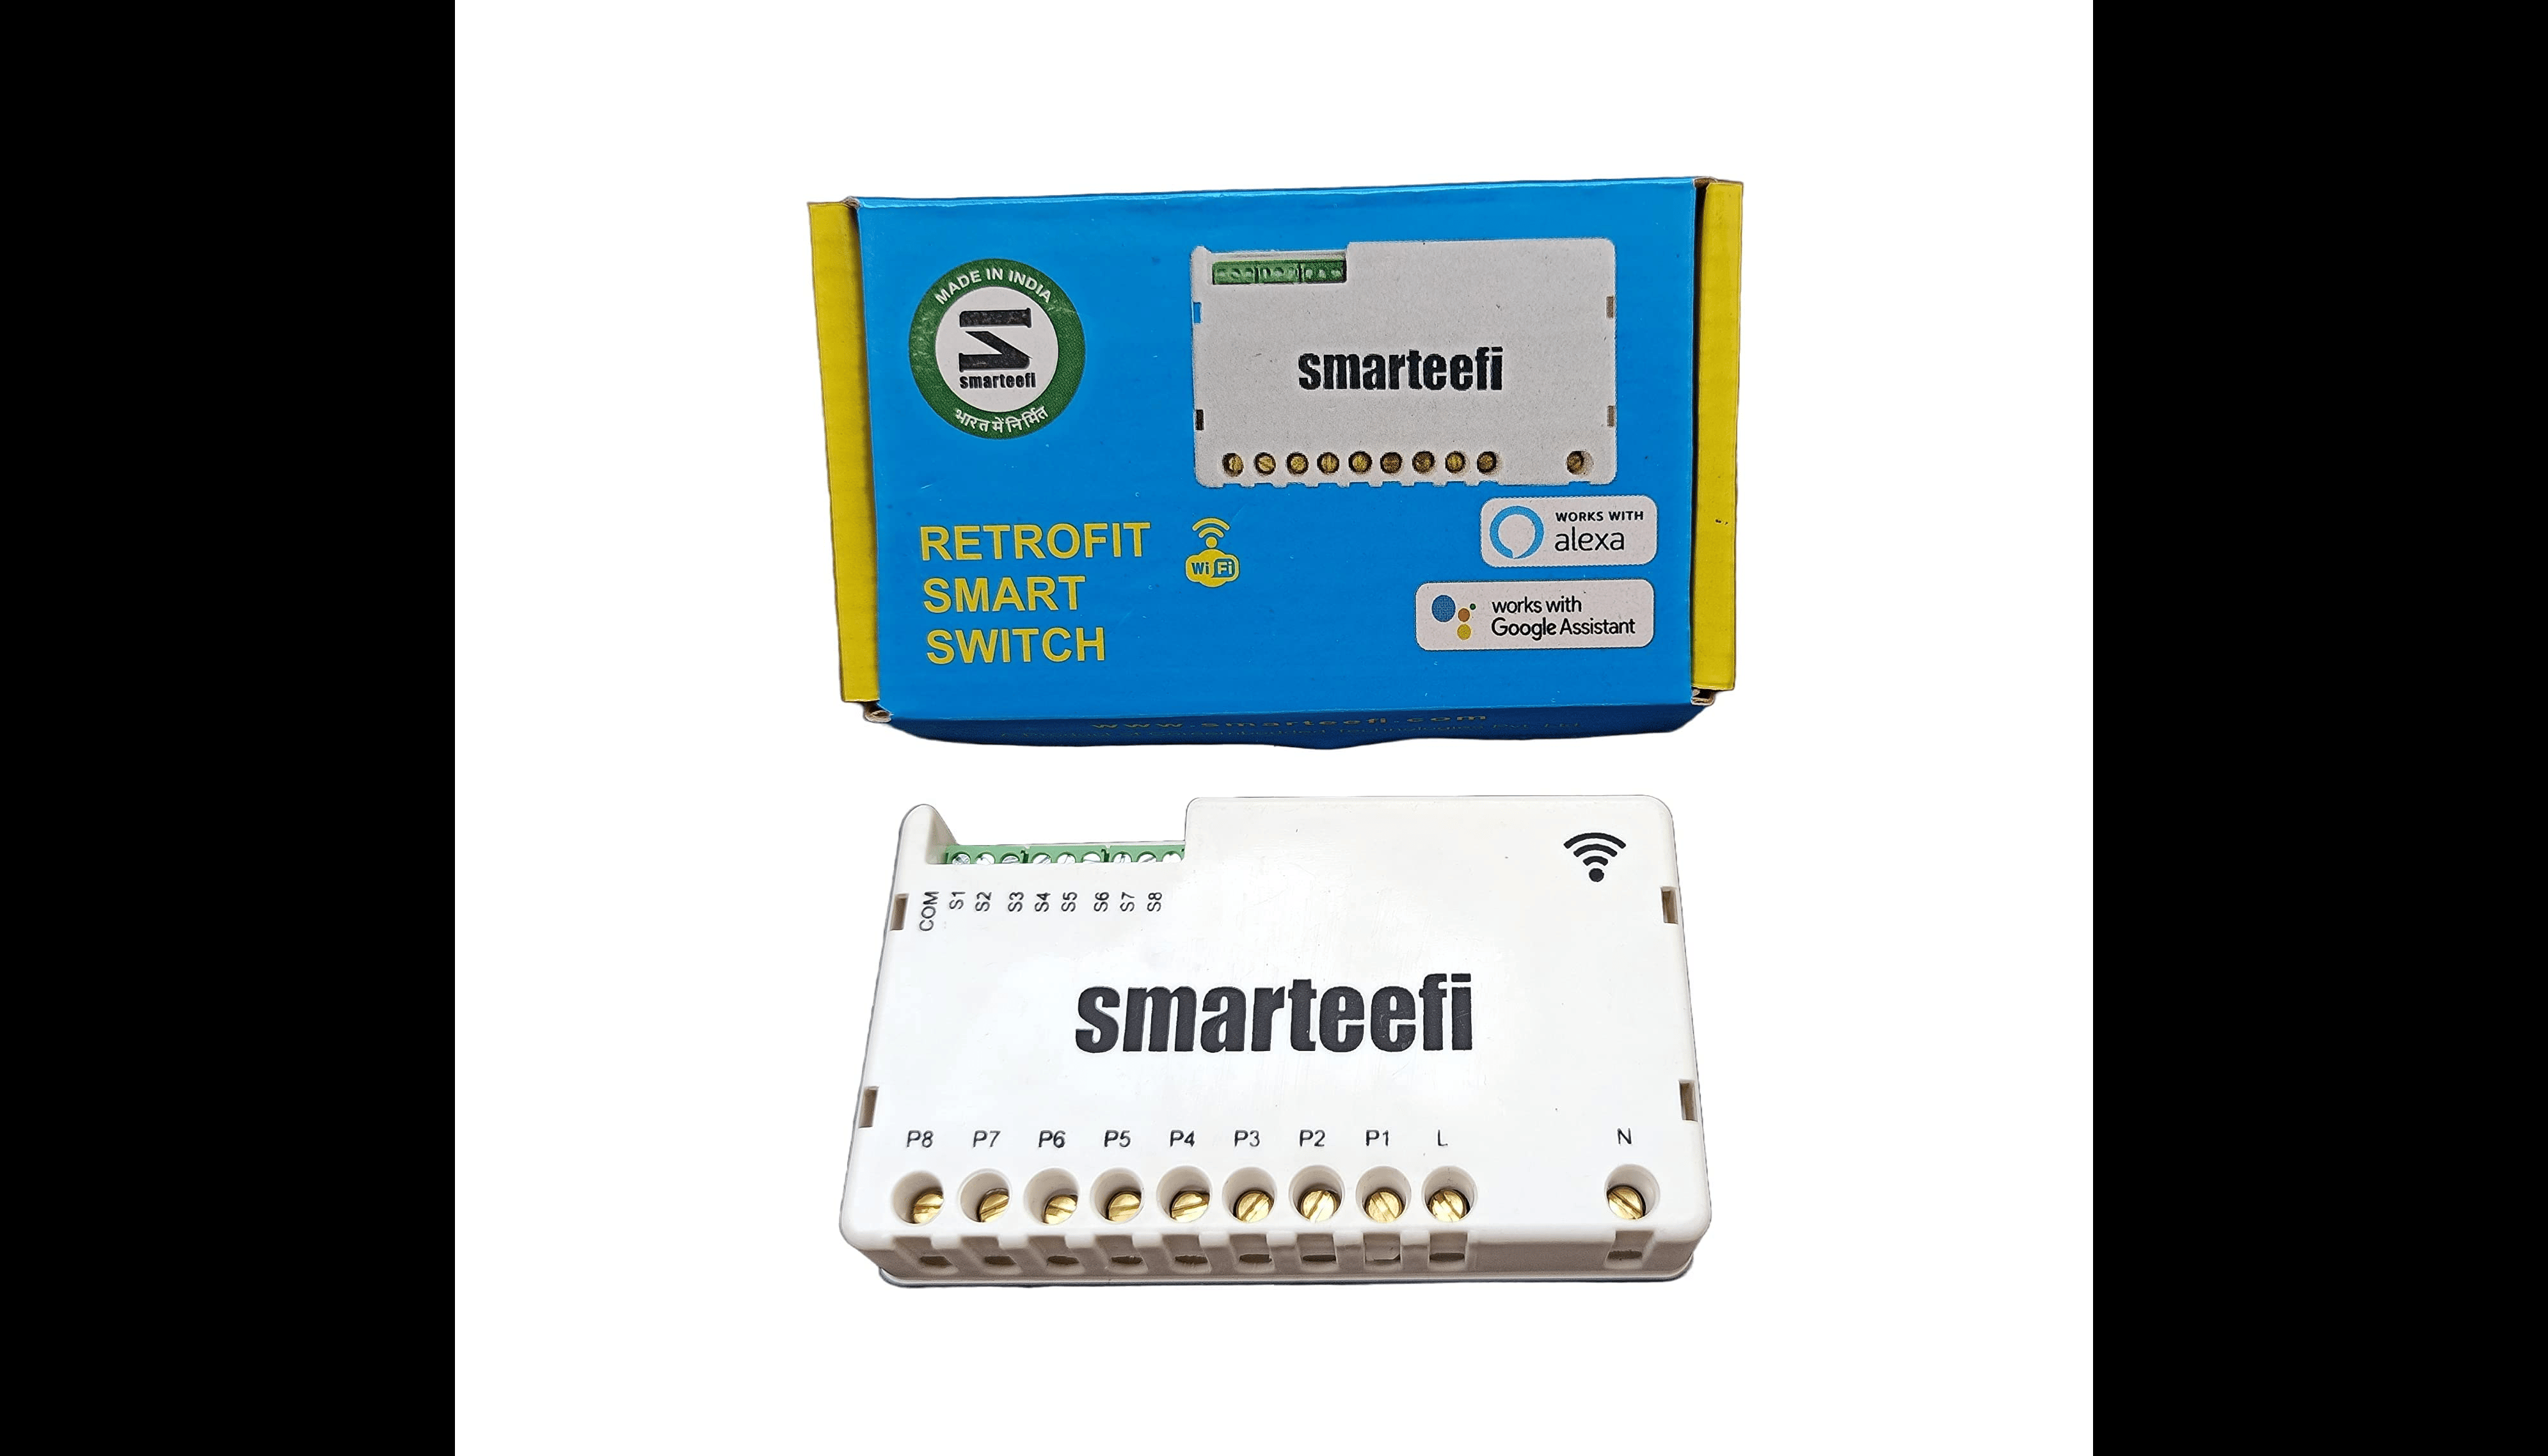 MADE IN INDIA
smarteefi
भारत में निर्मित
smarteefi
RETROFIT
SMART
SWITCH
Wi Fi
WORKS WITH
alexa
works with
Google Assistant
www.smarteefi.com
COM S1 S2 S3 S4 S5 S6 S7 S8
smarteefi
P8 P7 P6 P5 P4 P3 P2 P1 L N